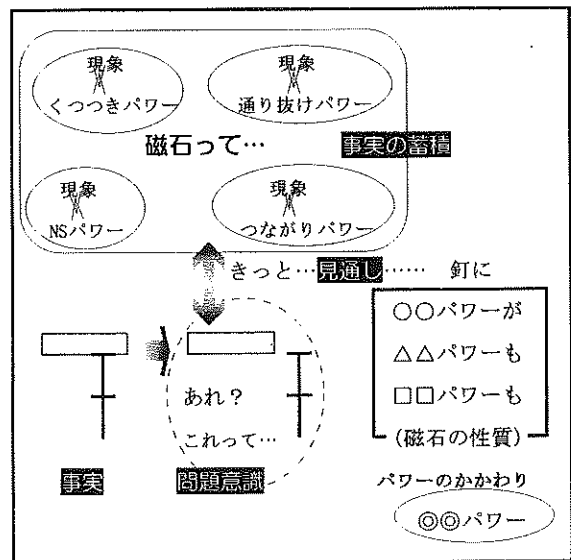 現象
くっつきパワー
現象
通り抜けパワー
磁石って…
事実の蓄積
現象
NSパワー
現象
つながりパワー
きっと…見通し…… 釘に
○○パワーが
△△パワーも
□□パワーも
(磁石の性質)
あれ？
これって…
事実
問題意識
パワーのかかわり
◎◎パワー